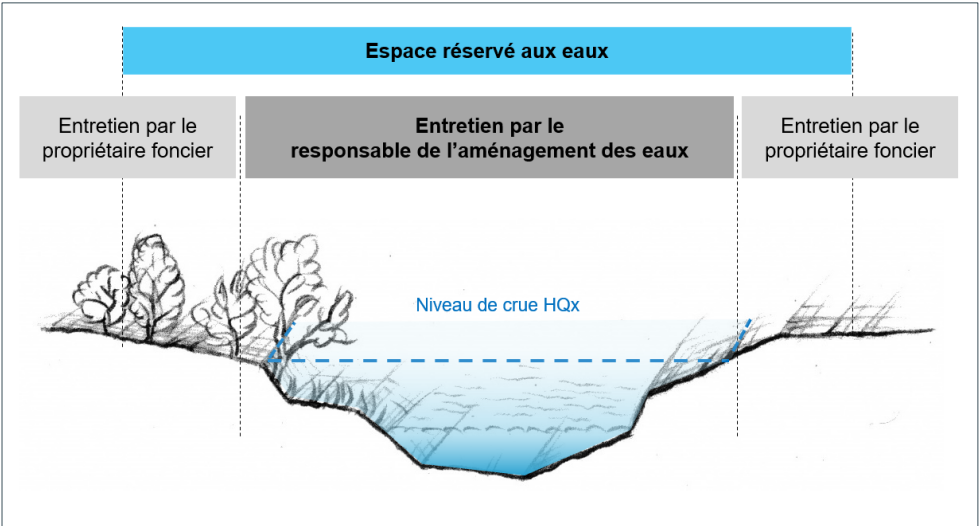 Espace réservé aux eaux
Entretien par le
propriétaire foncier
Entretien par le
responsable de l’aménagement des eaux
Entretien par le
propriétaire foncier
Niveau de crue HQx